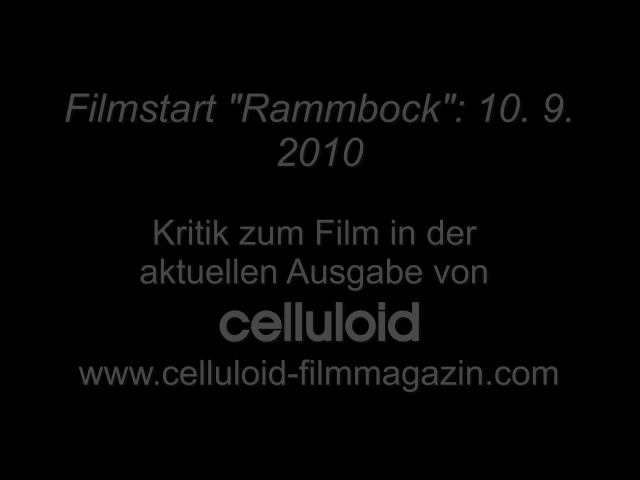 Filmstart "Rammbock": 10. 9.
2010
Kritik zum Film in der
aktuellen Ausgabe von
celluloid
www.celluloid-filmmagazin.com